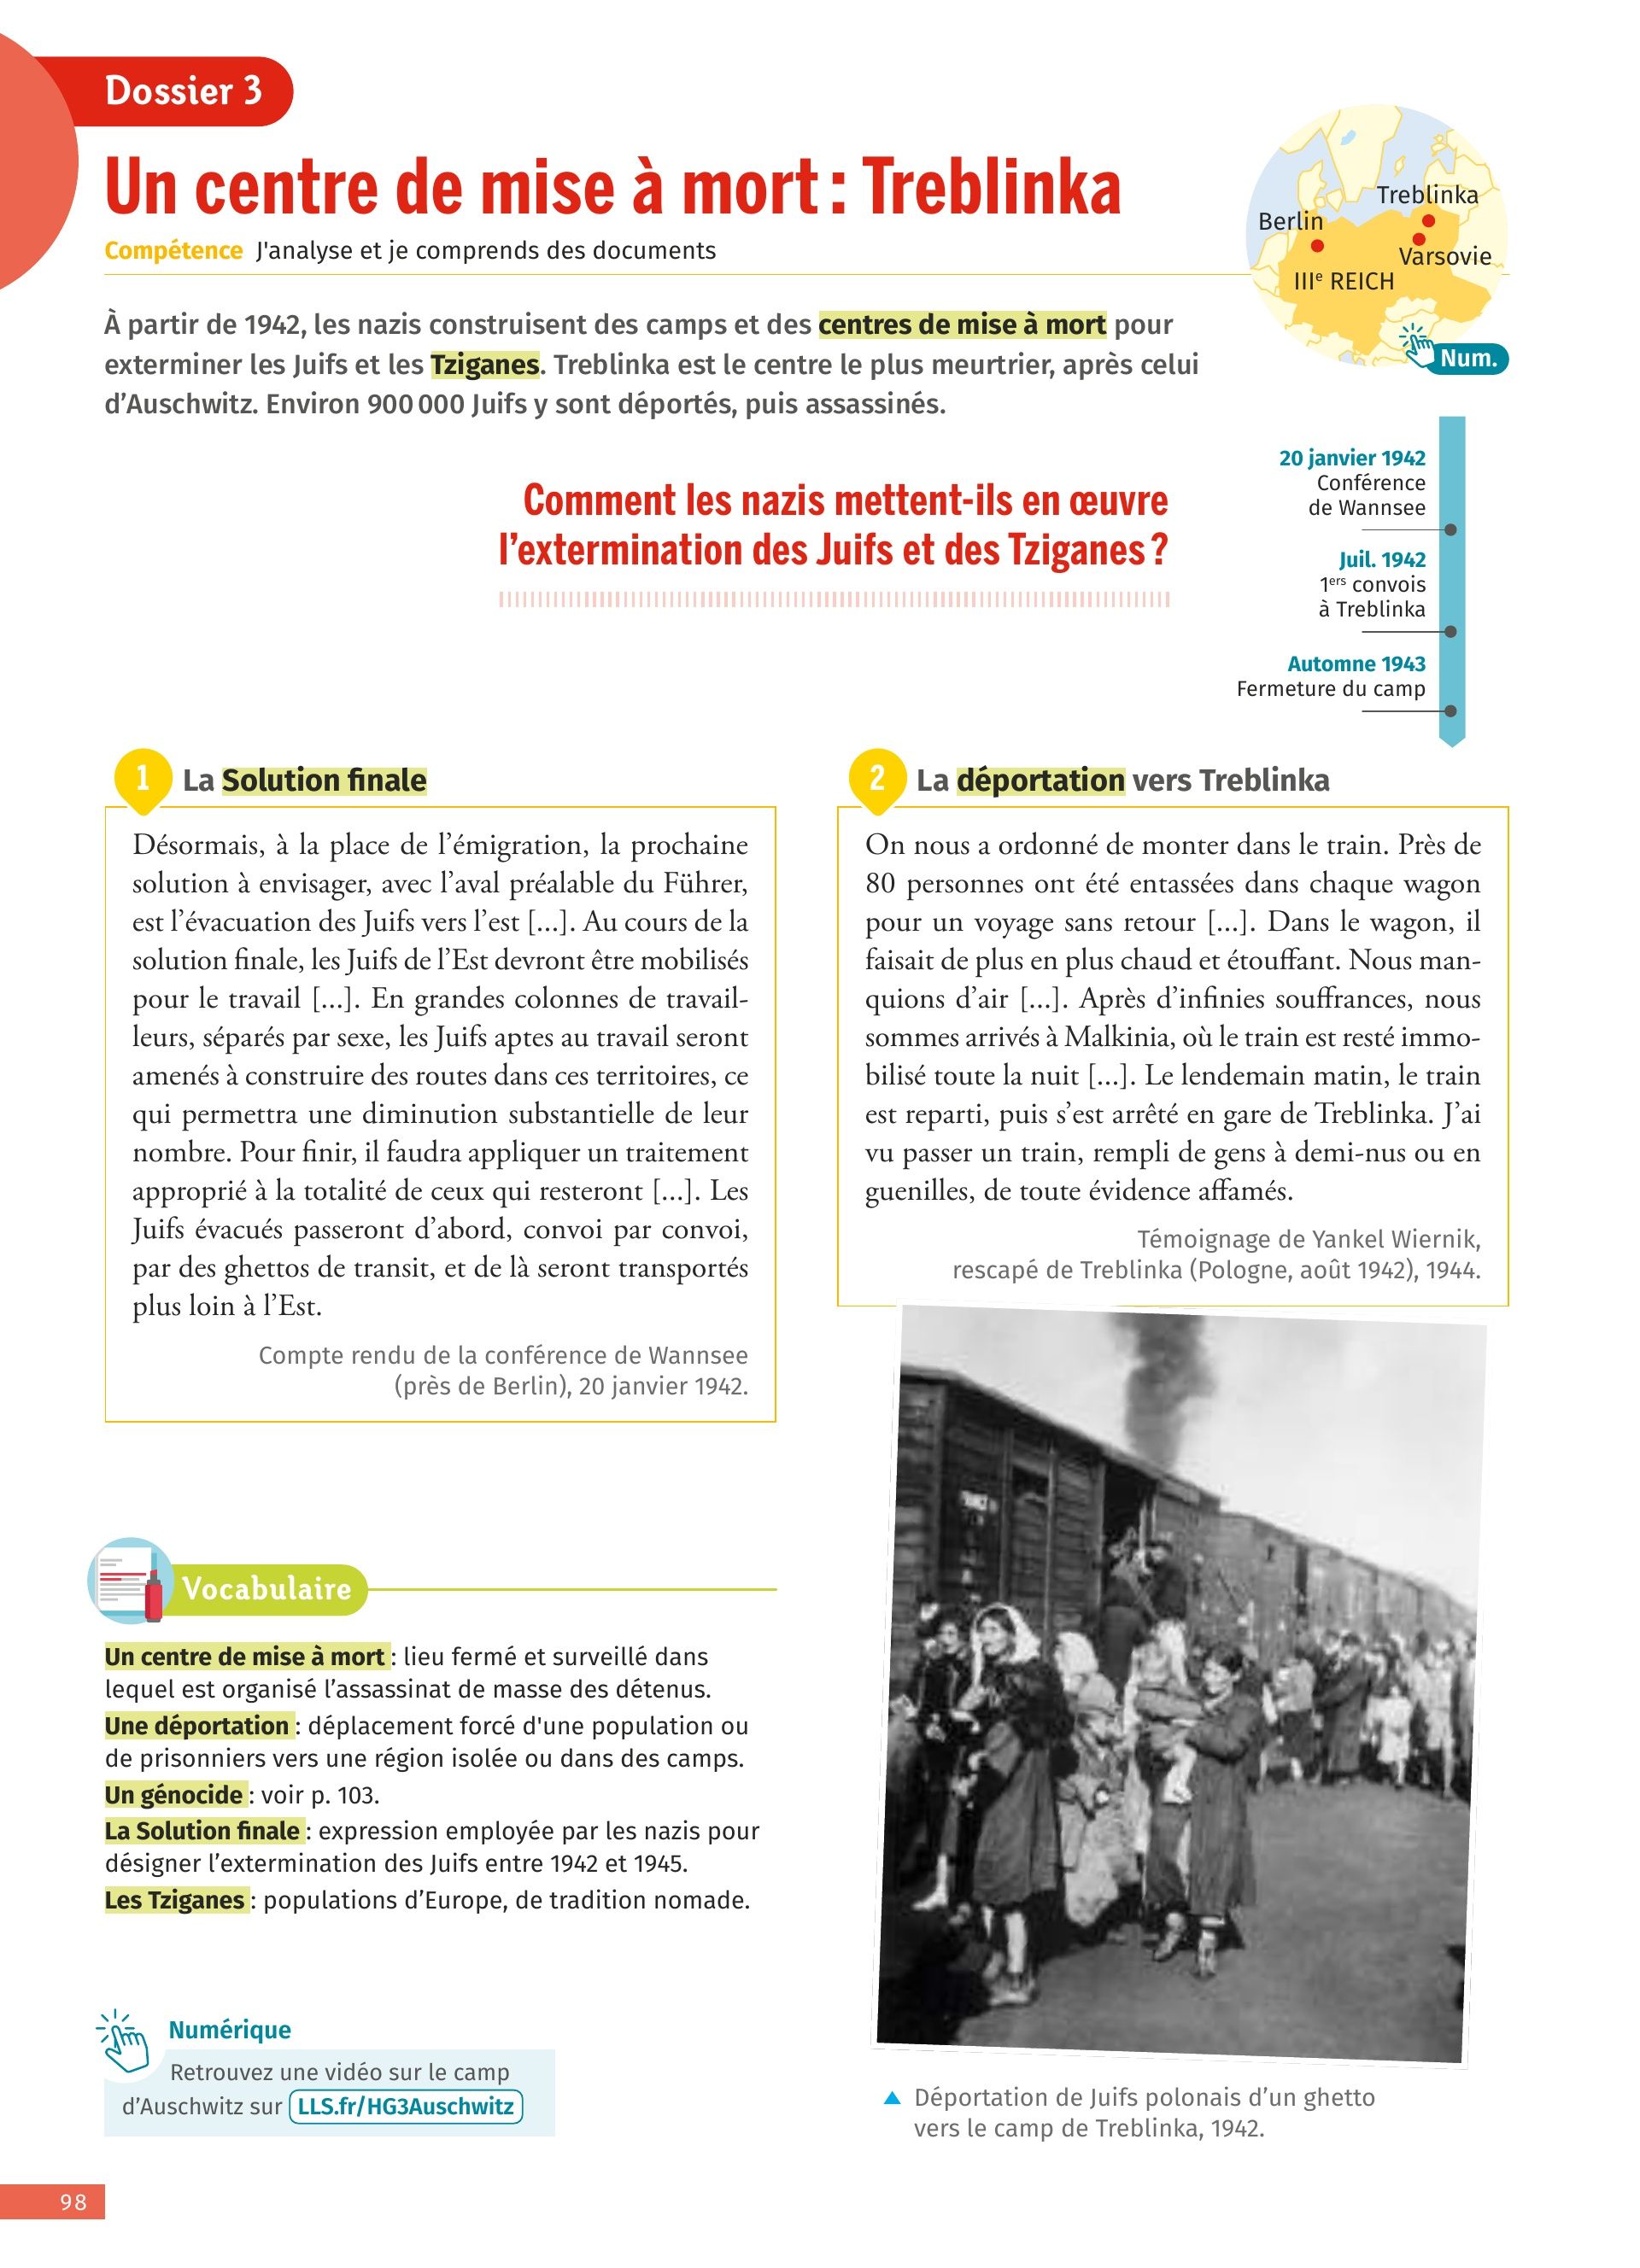 Dossier 3
Un centre de mise à mort : Treblinka
Compétence J'analyse et je comprends des documents
Treblinka
Berlin
Varsovie
IIIe REICH
Num.
À partir de 1942, les nazis construisent des camps et des centres de mise à mort pour
exterminer les Juifs et les Tziganes. Treblinka est le centre le plus meurtrier, après celui
d’Auschwitz. Environ 900 000 Juifs y sont déportés, puis assassinés.
Comment les nazis mettent-ils en œuvre
l’extermination des Juifs et des Tziganes ?
20 janvier 1942
Conférence
de Wannsee
Juil. 1942
1ers convois
à Treblinka
Automne 1943
Fermeture du camp
1 La Solution finale
Désormais, à la place de l’émigration, la prochaine
solution à envisager, avec l’aval préalable du Führer,
est l’évacuation des Juifs vers l’est [...]. Au cours de la
solution finale, les Juifs de l’Est devront être mobilisés
pour le travail [...]. En grandes colonnes de travail-
leurs, séparés par sexe, les Juifs aptes au travail seront
amenés à construire des routes dans ces territoires, ce
qui permettra une diminution substantielle de leur
nombre. Pour finir, il faudra appliquer un traitement
approprié à la totalité de ceux qui resteront [...]. Les
Juifs évacués passeront d’abord, convoi par convoi,
par des ghettos de transit, et de là seront transportés
plus loin à l’Est.
Compte rendu de la conférence de Wannsee
(près de Berlin), 20 janvier 1942.
2 La déportation vers Treblinka
On nous a ordonné de monter dans le train. Près de
80 personnes ont été entassées dans chaque wagon
pour un voyage sans retour [...]. Dans le wagon, il
faisait de plus en plus chaud et étouffant. Nous man-
quions d’air [...]. Après d’infinies souffrances, nous
sommes arrivés à Malkinia, où le train est resté immo-
bilisé toute la nuit [...]. Le lendemain matin, le train
est reparti, puis s’est arrêté en gare de Treblinka. J’ai
vu passer un train, rempli de gens à demi-nus ou en
guenilles, de toute évidence affamés.
Témoignage de Yankel Wiernik,
rescapé de Treblinka (Pologne, août 1942), 1944.
Déportation de Juifs polonais d’un ghetto
vers le camp de Treblinka, 1942.
Vocabulaire
Un centre de mise à mort : lieu fermé et surveillé dans
lequel est organisé l’assassinat de masse des détenus.
Une déportation : déplacement forcé d'une population ou
de prisonniers vers une région isolée ou dans des camps.
Un génocide : voir p. 103.
La Solution finale : expression employée par les nazis pour
désigner l’extermination des Juifs entre 1942 et 1945.
Les Tziganes : populations d’Europe, de tradition nomade.
Numérique
Retrouvez une vidéo sur le camp
d’Auschwitz sur LLS.fr/HG3Auschwitz
98